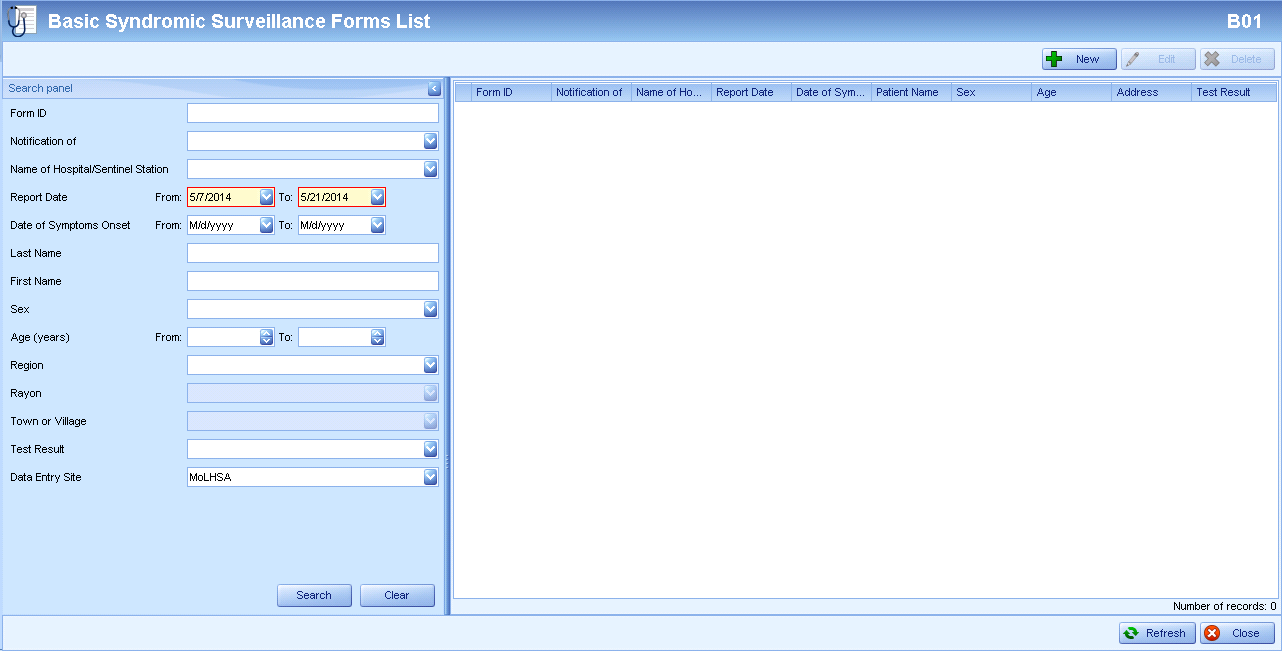 Basic Syndromic Surveillance Forms List B01
New Edit Delete
Search panel
Form ID
Notification of
Name of Hospital/Sentinel Station
Report Date From: 5/7/2014 To: 5/21/2014
Date of Symptoms Onset From: M/d/yyyy To: M/d/yyyy
Last Name
First Name
Sex
Age (years) From: To:
Region
Rayon
Town or Village
Test Result
Data Entry Site MoLHSA
Search Clear
Form ID Notification of Name of Ho... Report Date Date of Sym... Patient Name Sex Age Address Test Result
Number of records: 0
Refresh Close